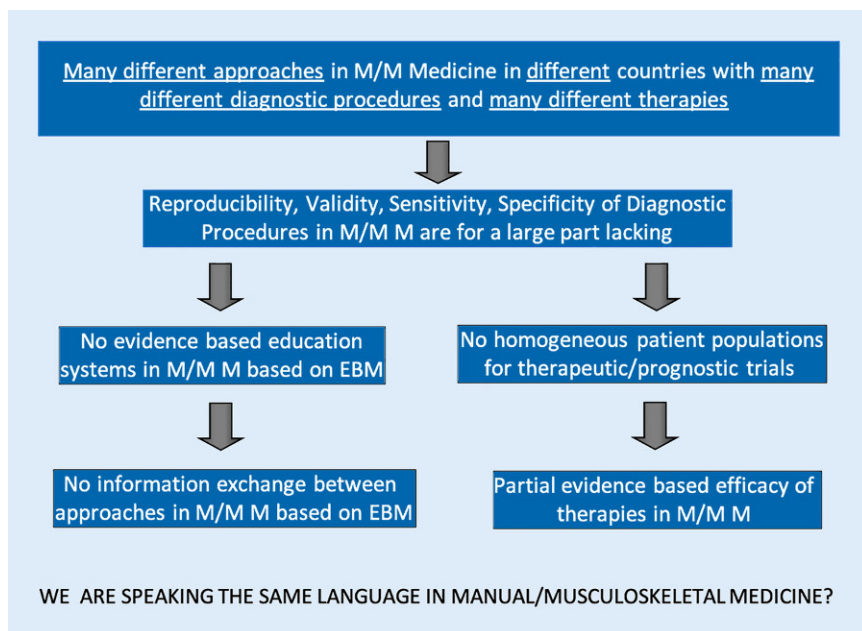 Many different approaches in M/M Medicine in different countries with many
different diagnostic procedures and many different therapies
Reproducibility, Validity, Sensitivity, Specificity of Diagnostic
Procedures in M/M M are for a large part lacking
No evidence based education
systems in M/M M based on EBM
No homogeneous patient populations
for therapeutic/prognostic trials
No information exchange between
approaches in M/M M based on EBM
Partial evidence based efficacy of
therapies in M/M M
WE ARE SPEAKING THE SAME LANGUAGE IN MANUAL/MUSCULOSKELETAL MEDICINE?